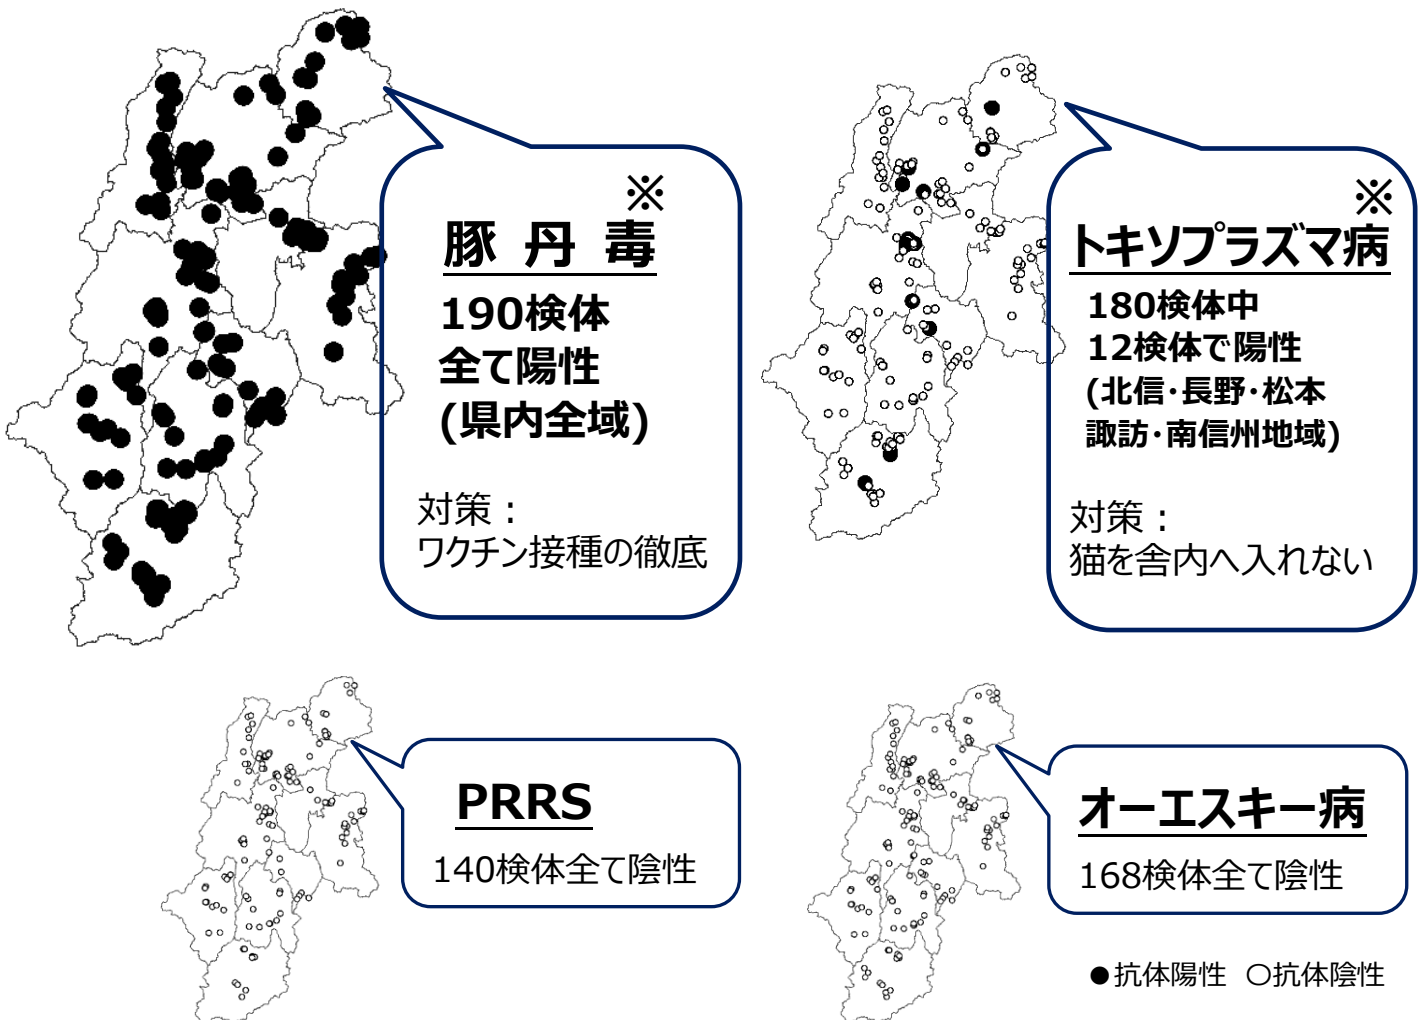 ※
豚 丹 毒
190検体
全て陽性
(県内全域)
対策：
ワクチン接種の徹底
※
トキソプラズマ病
180検体中
12検体で陽性
(北信・長野・松本
諏訪・南信州地域)
対策：
猫を舎内へ入れない
PRRS
140検体全て陰性
オーエスキー病
168検体全て陰性
●抗体陽性 ○抗体陰性